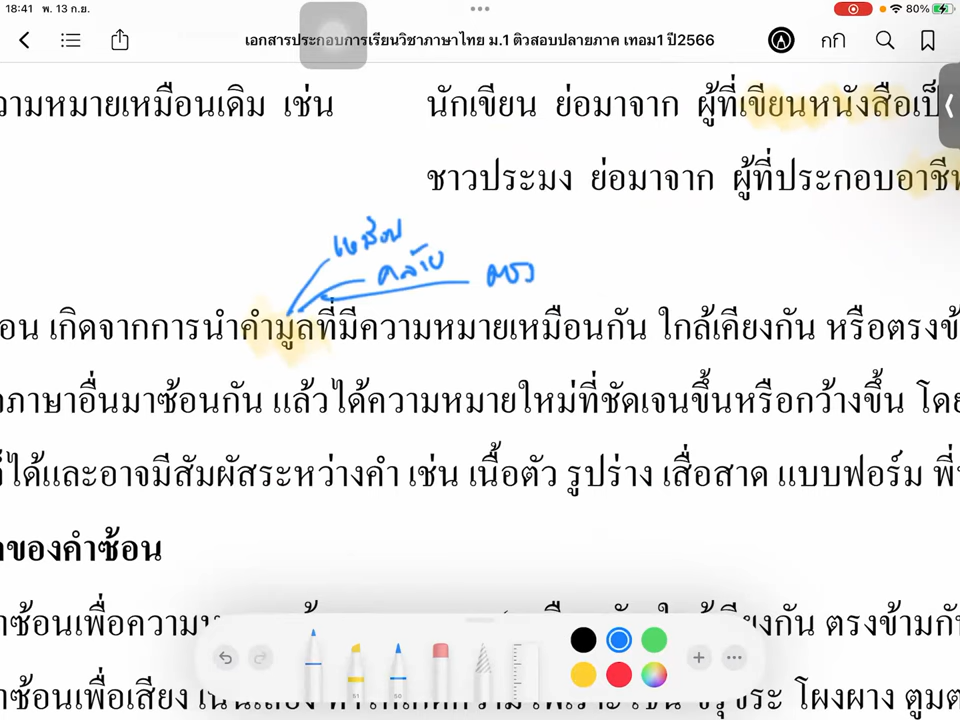 18:41 พ. 13 ก.ย. 80%
เอกสารประกอบการเรียนวิชาภาษาไทย ม.1 ติวสอบปลายภาค เทอม1 ปี2566
วามหมายเหมือนเดิม เช่น นักเขียน ย่อมาจาก ผู้ที่เขียนหนังสือเป็
ชาวประมง ย่อมาจาก ผู้ที่ประกอบอาชีพ
เหมือน
คล้าย ตรง
อน เกิดจากการนำคำมูลที่มีความหมายเหมือนกัน ใกล้เคียงกัน หรือตรงข้
ภาษาอื่นมาซ้อนกัน แล้วได้ความหมายใหม่ที่ชัดเจนขึ้นหรือกว้างขึ้น โดย
ก็ได้และอาจมีสัมผัสระหว่างคำ เช่น เนื้อตัว รูปร่าง เสื่อสาด แบบฟอร์ม พี่
ของคำซ้อน
ซ้อนเพื่อความ ตรงข้ามกั
ซ้อนเพื่อเสียง โผงผาง ตูมต
51 50